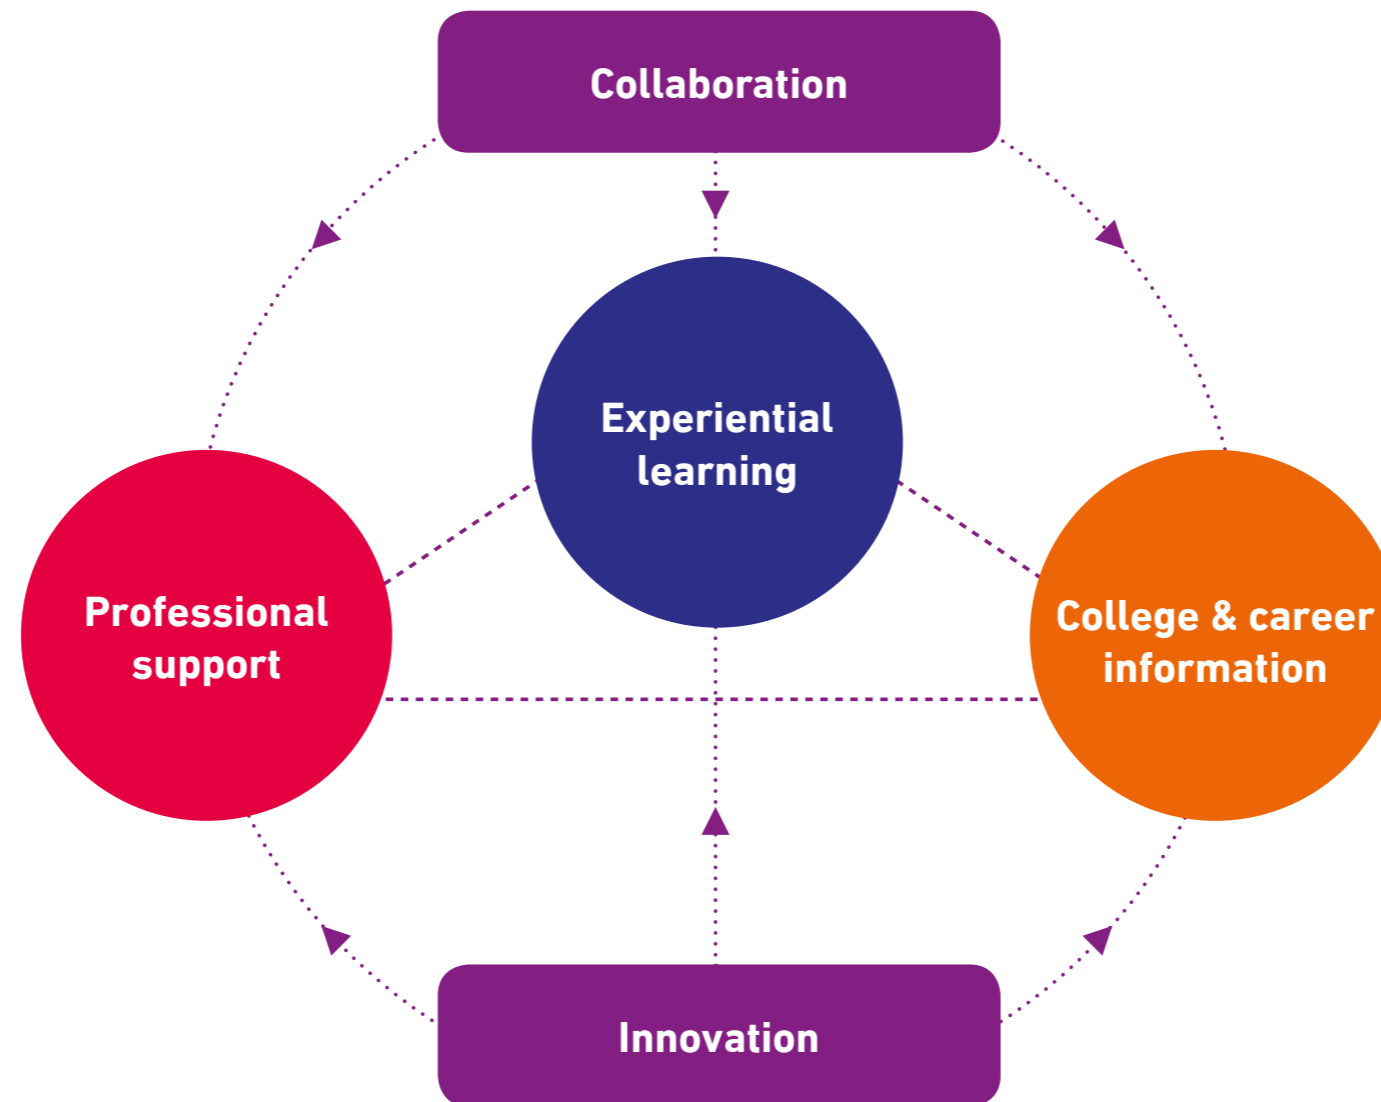 Collaboration
Experiential
learning
Professional
support
College & career
information
Innovation